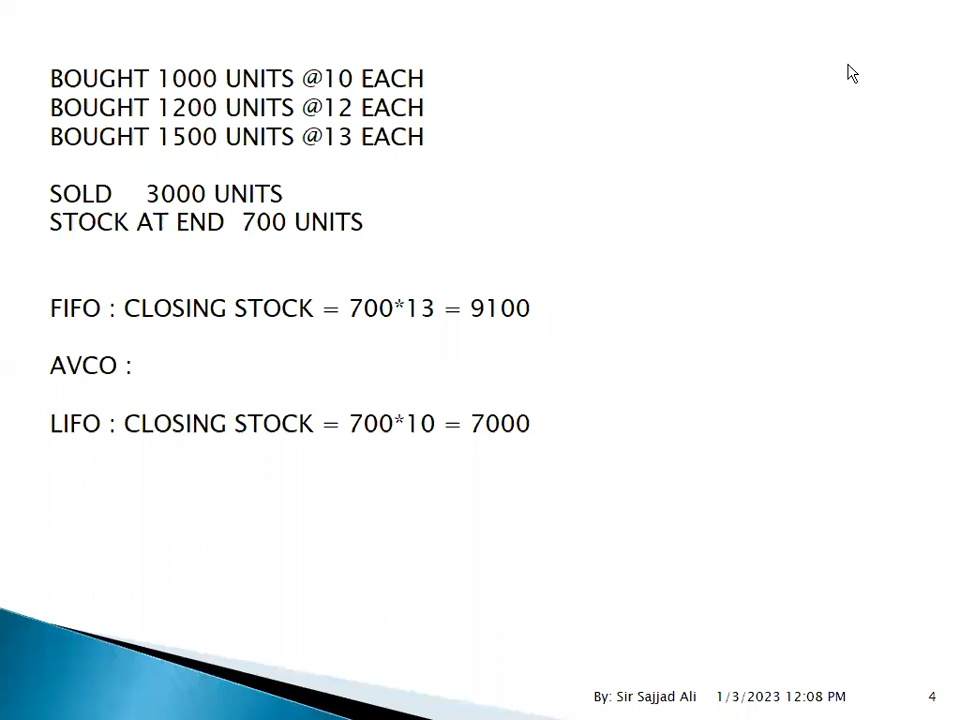 BOUGHT 1000 UNITS @10 EACH
BOUGHT 1200 UNITS @12 EACH
BOUGHT 1500 UNITS @13 EACH
SOLD 3000 UNITS
STOCK AT END 700 UNITS
FIFO : CLOSING STOCK = 700*13 = 9100
AVCO :
LIFO : CLOSING STOCK = 700*10 = 7000
By: Sir Sajjad Ali 1/3/2023 12:08 PM 4